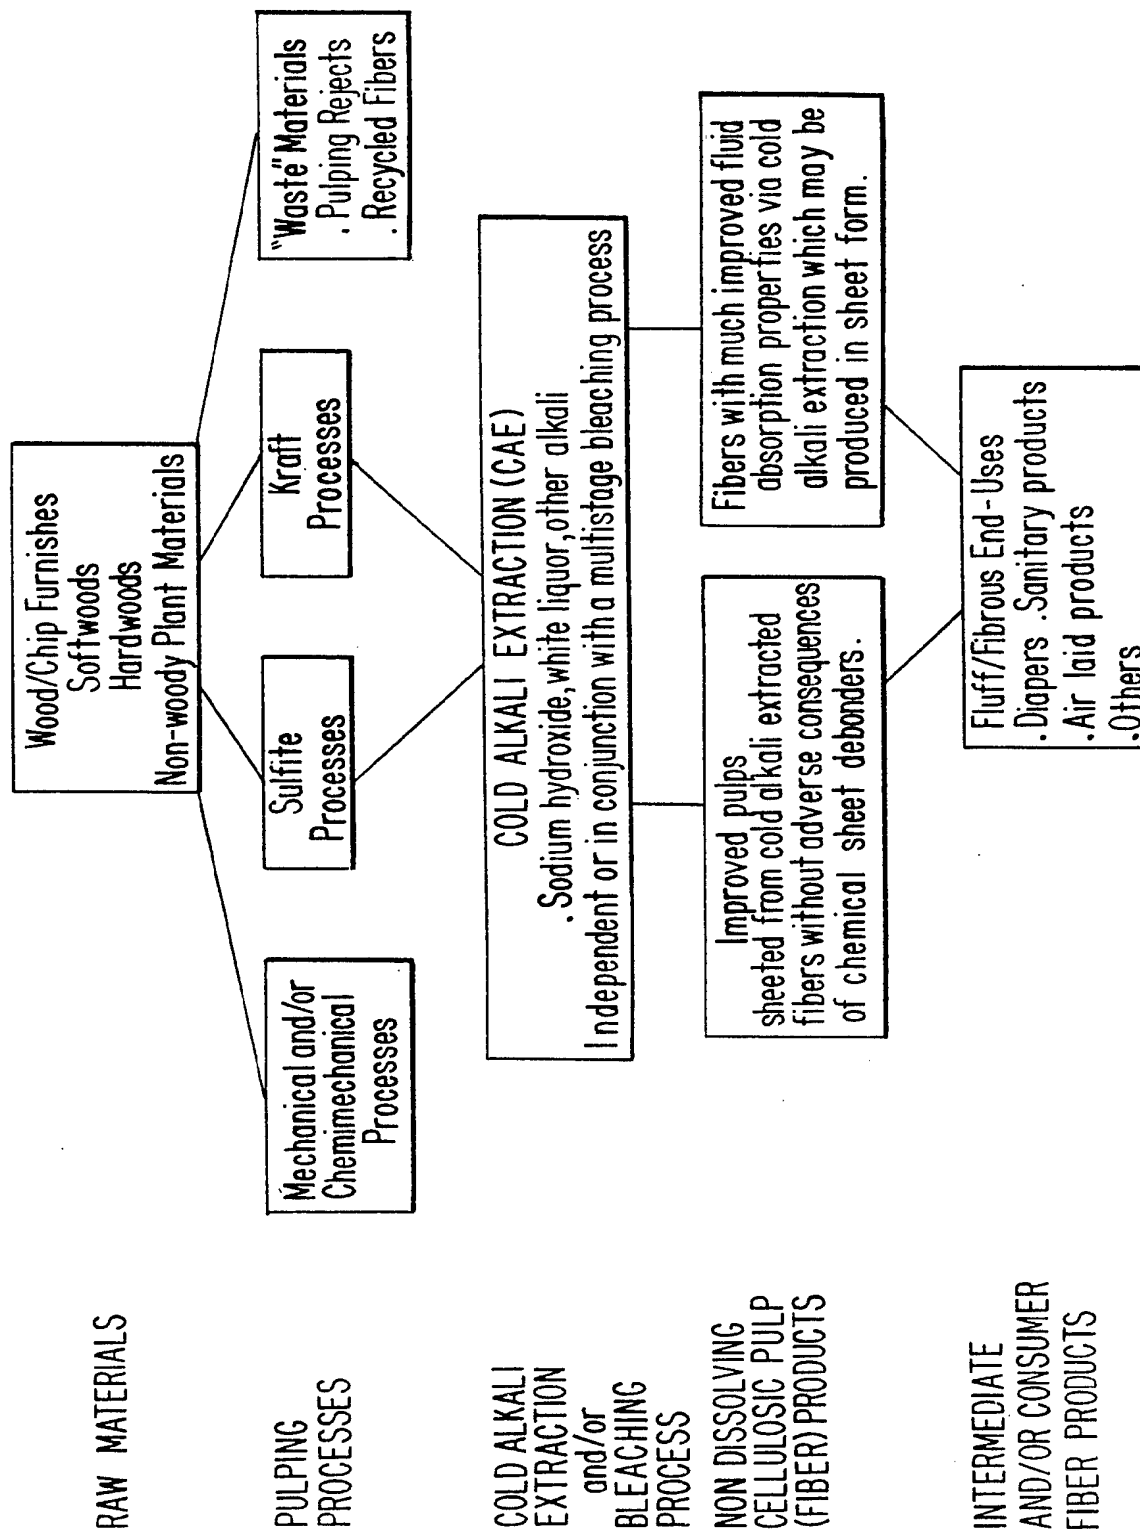 RAW MATERIALS
Wood/Chip Furnishes
Softwoods
Hardwoods
Non-woody Plant Materials
PULPING
PROCESSES
Mechanical and/or
Chemimechanical
Processes
Sulfite
Processes
Kraft
Processes
"Waste" Materials
. Pulping Rejects
. Recycled Fibers
COLD ALKALI
EXTRACTION
and/or
BLEACHING
PROCESS
COLD ALKALI EXTRACTION (CAE)
. Sodium hydroxide, white liquor, other alkali
Independent or in conjunction with a multistage bleaching process
NON DISSOLVING
CELLULOSIC PULP
(FIBER) PRODUCTS
Improved pulps
sheeted from cold alkali extracted
fibers without adverse consequences
of chemical sheet debonders.
Fibers with much improved fluid
absorption properties via cold
alkali extraction which may be
produced in sheet form.
INTERMEDIATE
AND/OR CONSUMER
FIBER PRODUCTS
Fluff/Fibrous End-Uses
. Diapers . Sanitary products
. Air laid products
. Others